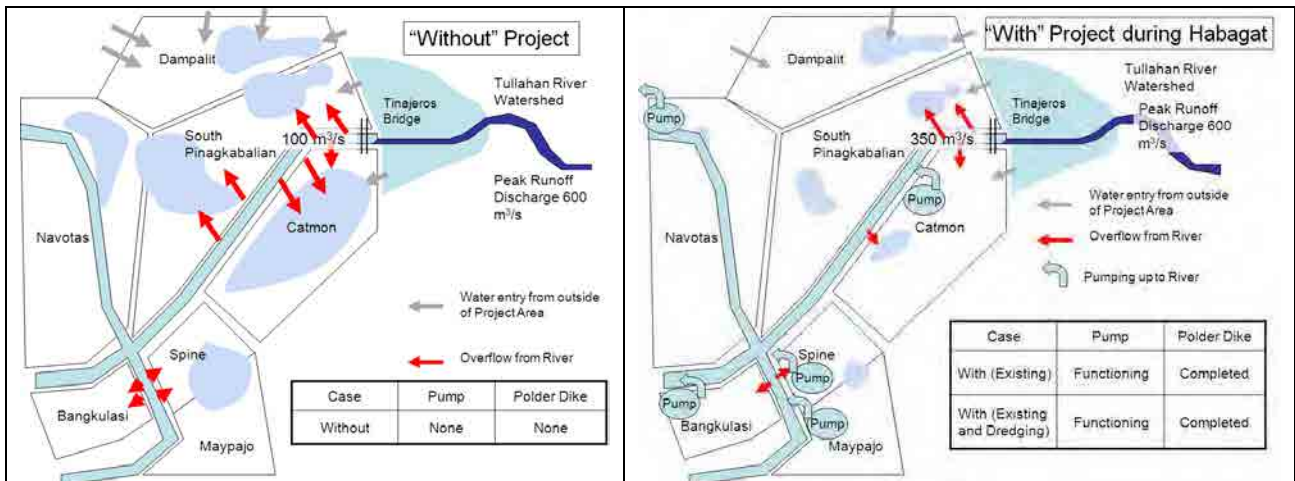 "Without" Project
Dampalit
Tullahan River
Watershed
Tinajeros
Bridge
100 m³/s
South
Pinagkabalian
Peak Runoff
Discharge 600
m³/s
Navotas
Catmon
Water entry from outside
of Project Area
Spine
Overflow from River
Bangkulasi
Maypajo
Case Pump Polder Dike
Without None None
"With" Project during Habagat
Dampalit
Tullahan River
Watershed
Tinajeros
Bridge
Peak Runoff
Discharge 600
m³/s
Pump
South
Pinagkabalian
350 m³/s
Pump
Water entry from outside
of Project Area
Navotas
Catmon
Overflow from River
Pumping up to River
Spine
Pump
Pump
Bangkulasi
Pump
Maypajo
Case Pump Polder Dike
With (Existing) Functioning Completed
With (Existing
and Dredging) Functioning Completed